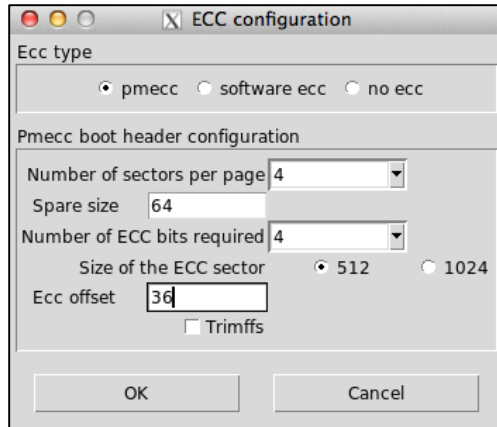 X ECC configuration
Ecc type
pmecc software ecc no ecc
Pmecc boot header configuration
Number of sectors per page 4
Spare size 64
Number of ECC bits required 4
Size of the ECC sector 512 1024
Ecc offset 36
Trimffs
OK Cancel